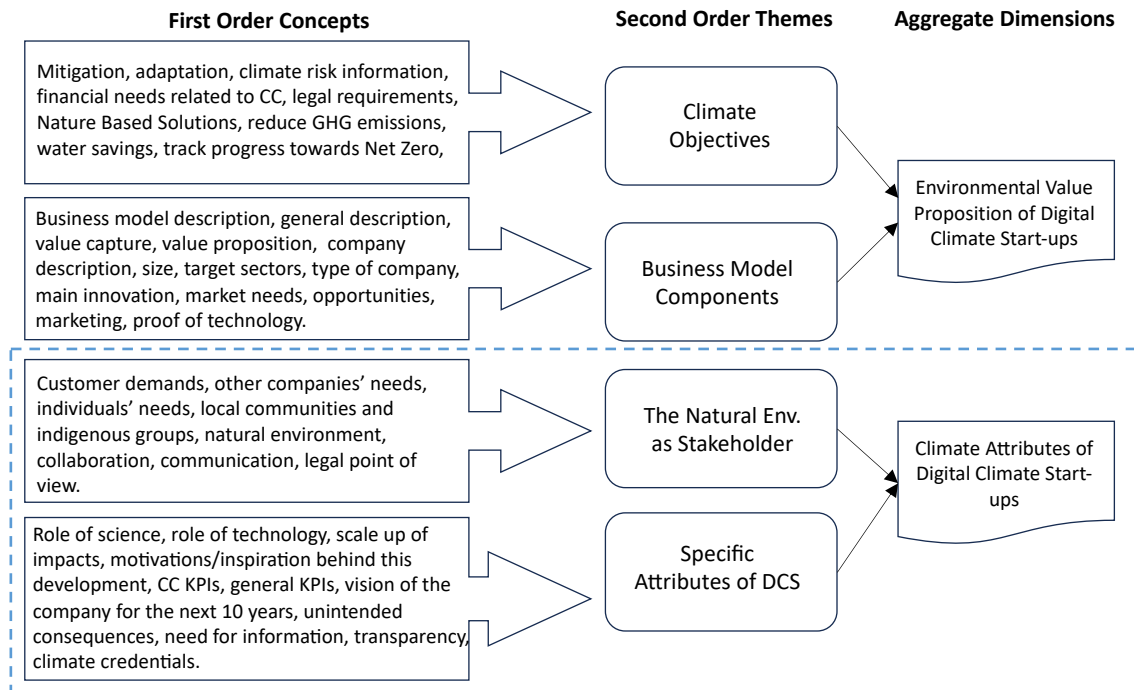 First Order Concepts
Second Order Themes
Aggregate Dimensions
Mitigation, adaptation, climate risk information,
financial needs related to CC, legal requirements,
Nature Based Solutions, reduce GHG emissions,
water savings, track progress towards Net Zero,
Climate
Objectives
Business model description, general description,
value capture, value proposition,  company
description, size, target sectors, type of company,
main innovation, market needs, opportunities,
marketing, proof of technology.
Business Model
Components
Environmental Value
Proposition of Digital
Climate Start-ups
Customer demands, other companies’ needs,
individuals’ needs, local communities and
indigenous groups, natural environment,
collaboration, communication, legal point of
view.
The Natural Env.
as Stakeholder
Role of science, role of technology, scale up of
impacts, motivations/inspiration behind this
development, CC KPIs, general KPIs, vision of the
company for the next 10 years, unintended
consequences, need for information, transparency,
climate credentials.
Specific
Attributes of DCS
Climate Attributes of
Digital Climate Start-
ups